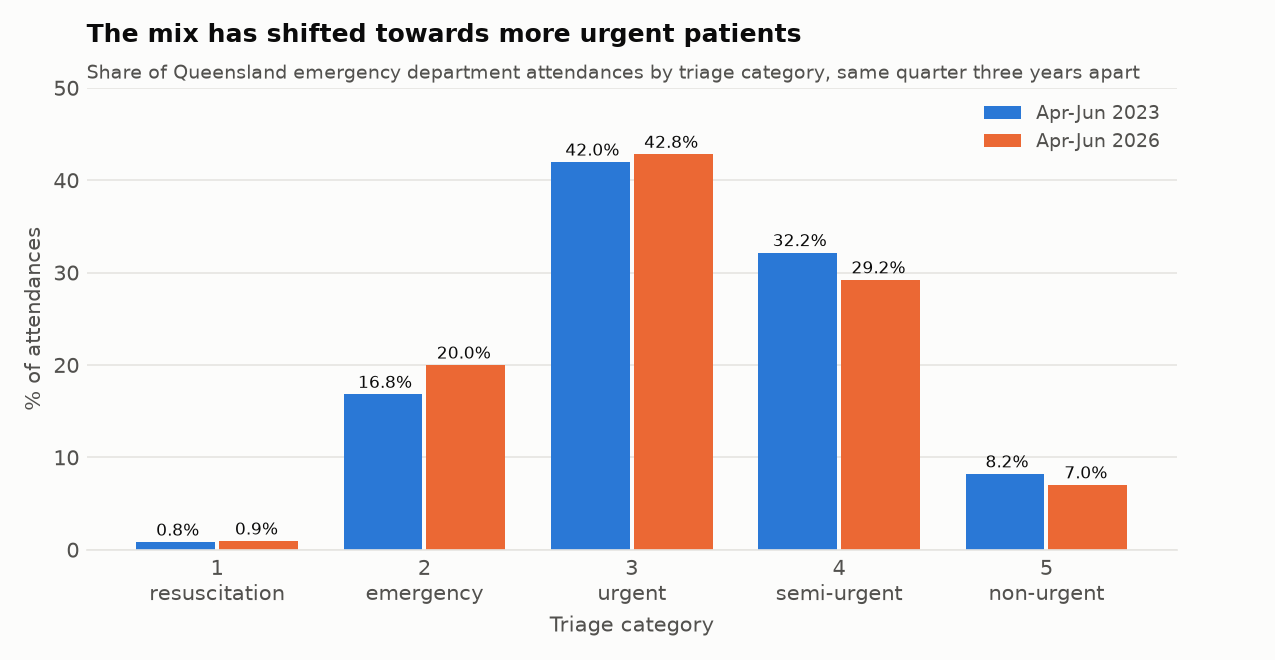 The mix has shifted towards more urgent patients
Share of Queensland emergency department attendances by triage category, same quarter three years apart
Apr-Jun 2023
Apr-Jun 2026
% of attendances
50
40
30
20
10
0
0.8%
0.9%
16.8%
20.0%
42.0%
42.8%
32.2%
29.2%
8.2%
7.0%
1
resuscitation
2
emergency
3
urgent
4
semi-urgent
5
non-urgent
Triage category